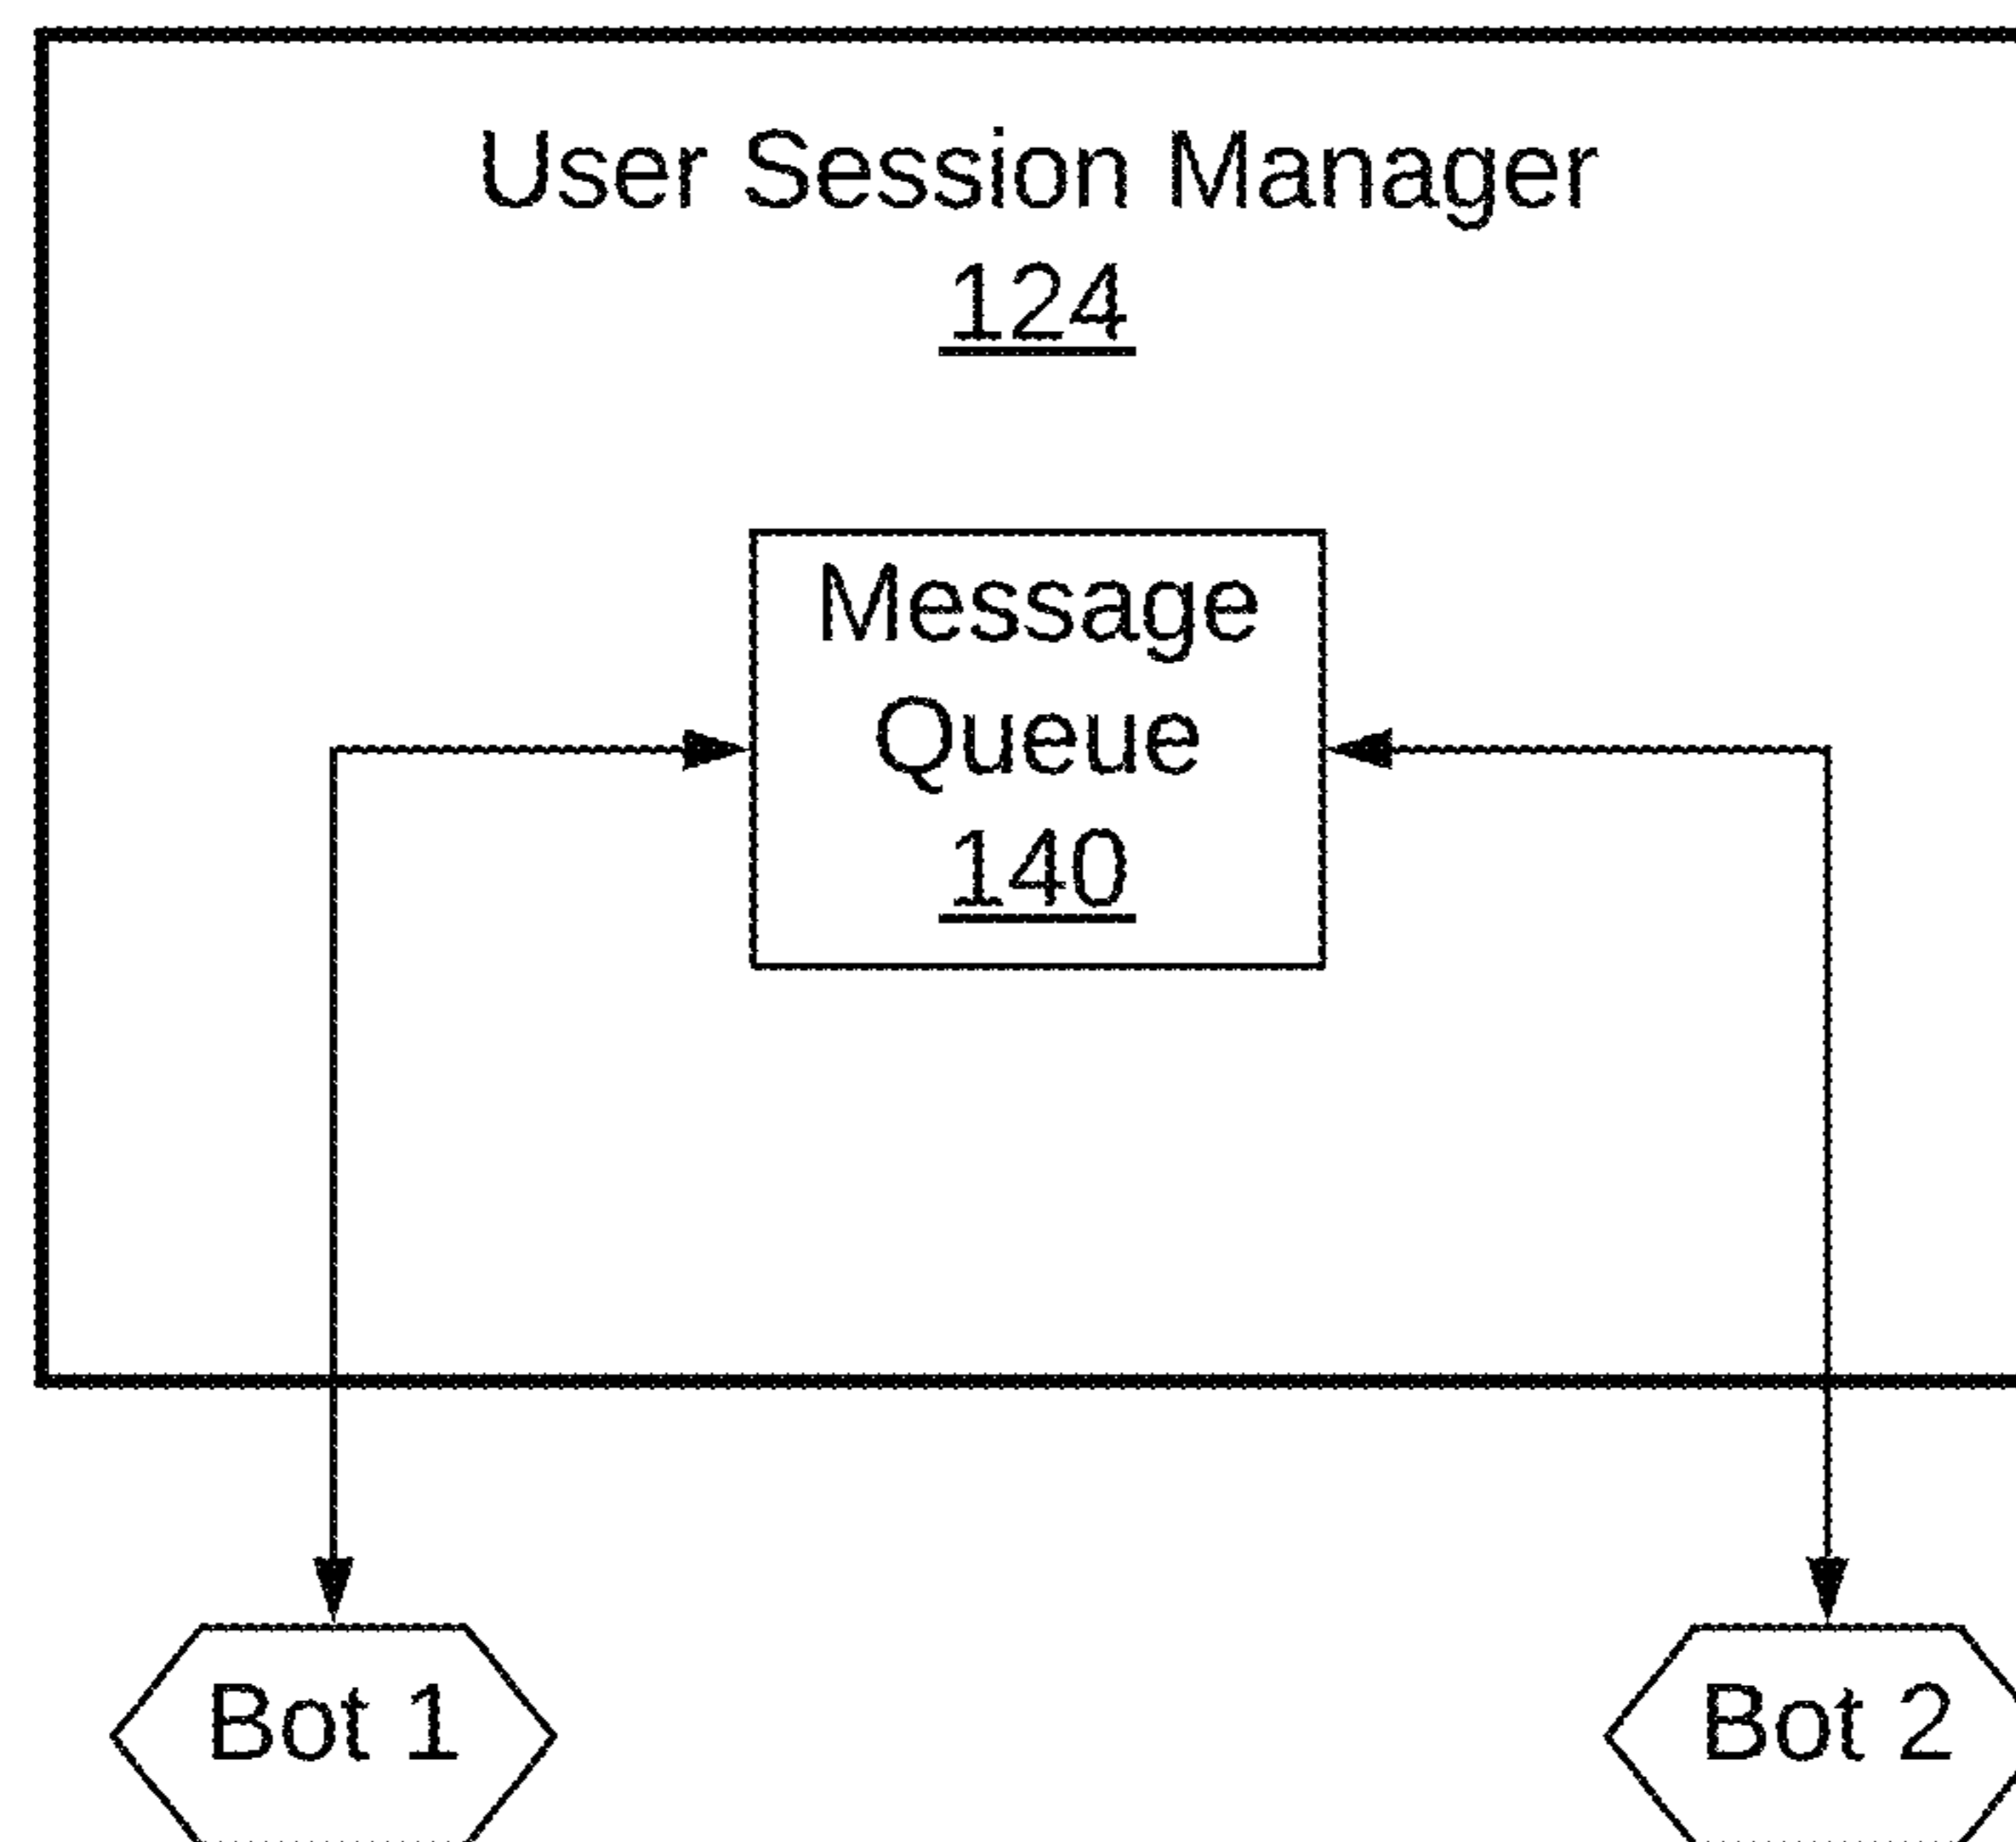 User Session Manager
124
Message
Queue
140
Bot 1
Bot 2